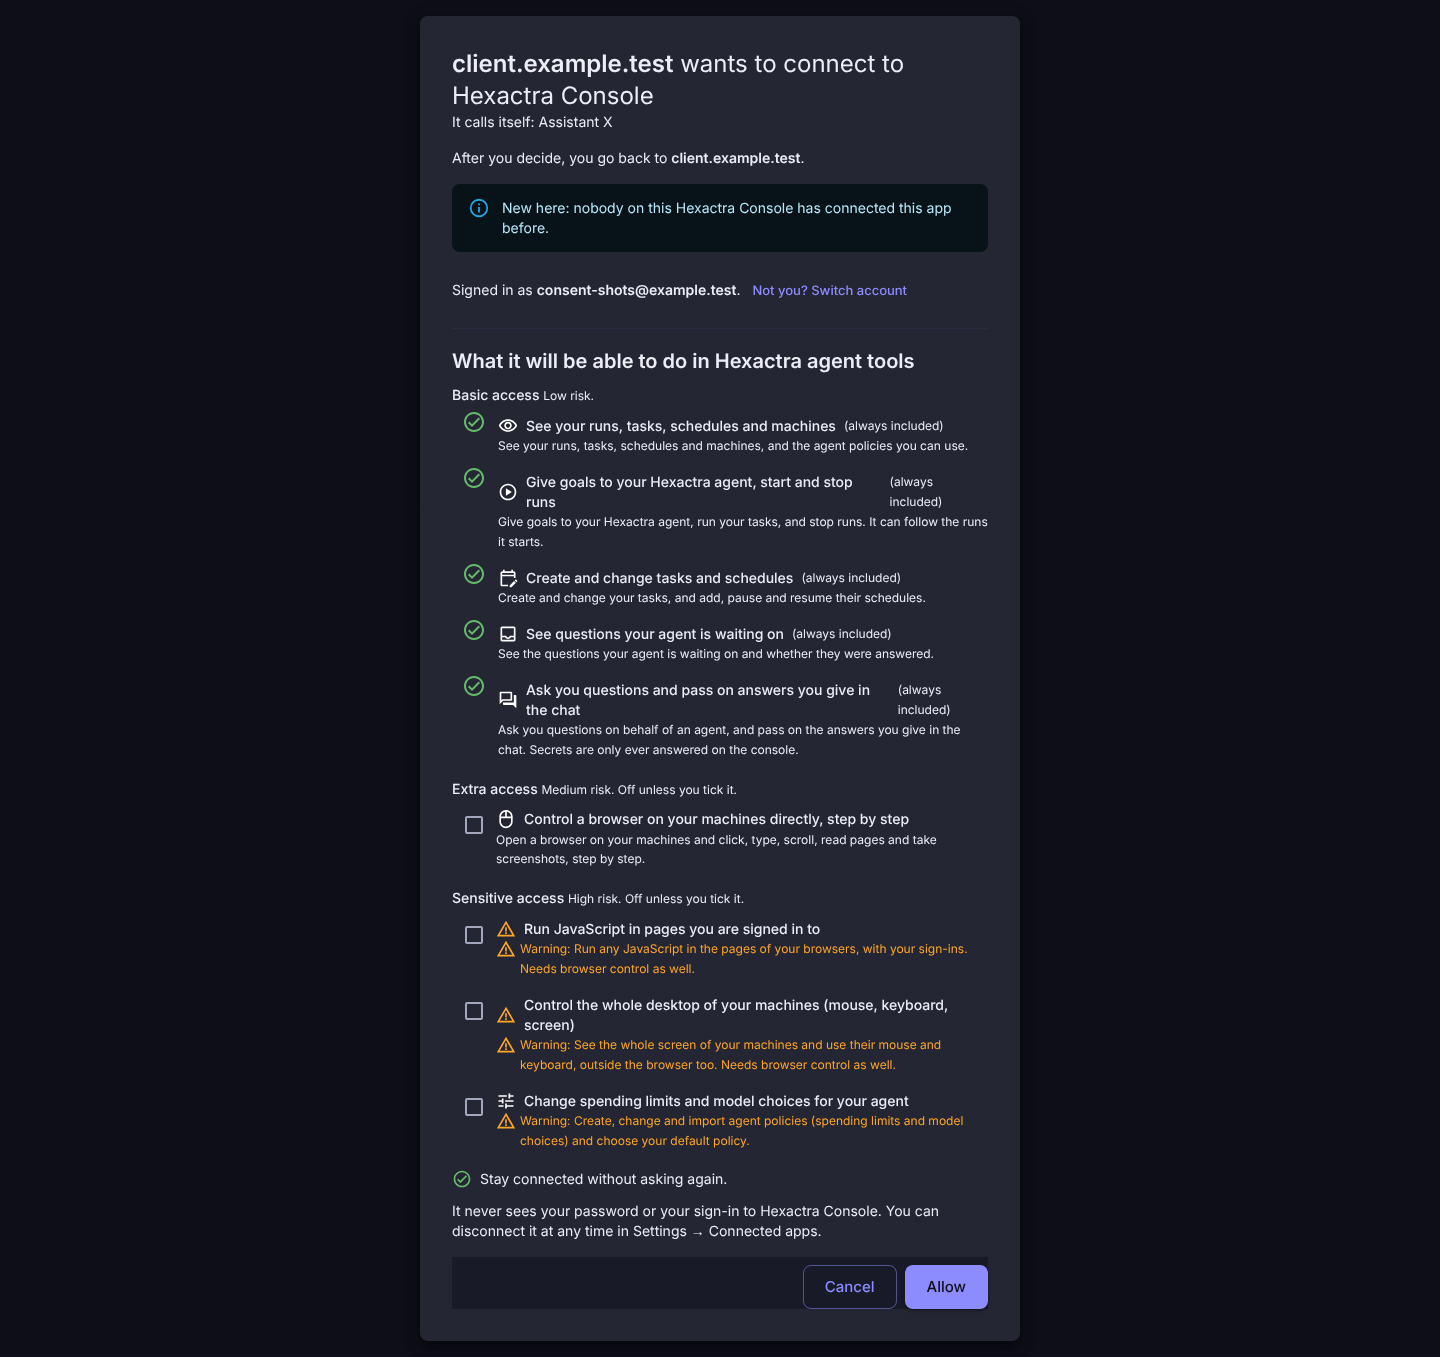 client.example.test wants to connect to
Hexactra Console
It calls itself: Assistant X
After you decide, you go back to client.example.test.
New here: nobody on this Hexactra Console has connected this app
before.
Signed in as consent-shots@example.test. Not you? Switch account
What it will be able to do in Hexactra agent tools
Basic access Low risk.
See your runs, tasks, schedules and machines (always included)
See your runs, tasks, schedules and machines, and the agent policies you can use.
Give goals to your Hexactra agent, start and stop (always
runs included)
Give goals to your Hexactra agent, run your tasks, and stop runs. It can follow the runs
it starts.
Create and change tasks and schedules (always included)
Create and change your tasks, and add, pause and resume their schedules.
See questions your agent is waiting on (always included)
See the questions your agent is waiting on and whether they were answered.
Ask you questions and pass on answers you give in (always
the chat included)
Ask you questions on behalf of an agent, and pass on the answers you give in the
chat. Secrets are only ever answered on the console.
Extra access Medium risk. Off unless you tick it.
Control a browser on your machines directly, step by step
Open a browser on your machines and click, type, scroll, read pages and take
screenshots, step by step.
Sensitive access High risk. Off unless you tick it.
Run JavaScript in pages you are signed in to
Warning: Run any JavaScript in the pages of your browsers, with your sign-ins.
Needs browser control as well.
Control the whole desktop of your machines (mouse, keyboard,
screen)
Warning: See the whole screen of your machines and use their mouse and
keyboard, outside the browser too. Needs browser control as well.
Change spending limits and model choices for your agent
Warning: Create, change and import agent policies (spending limits and model
choices) and choose your default policy.
Stay connected without asking again.
It never sees your password or your sign-in to Hexactra Console. You can
disconnect it at any time in Settings → Connected apps.
Cancel Allow